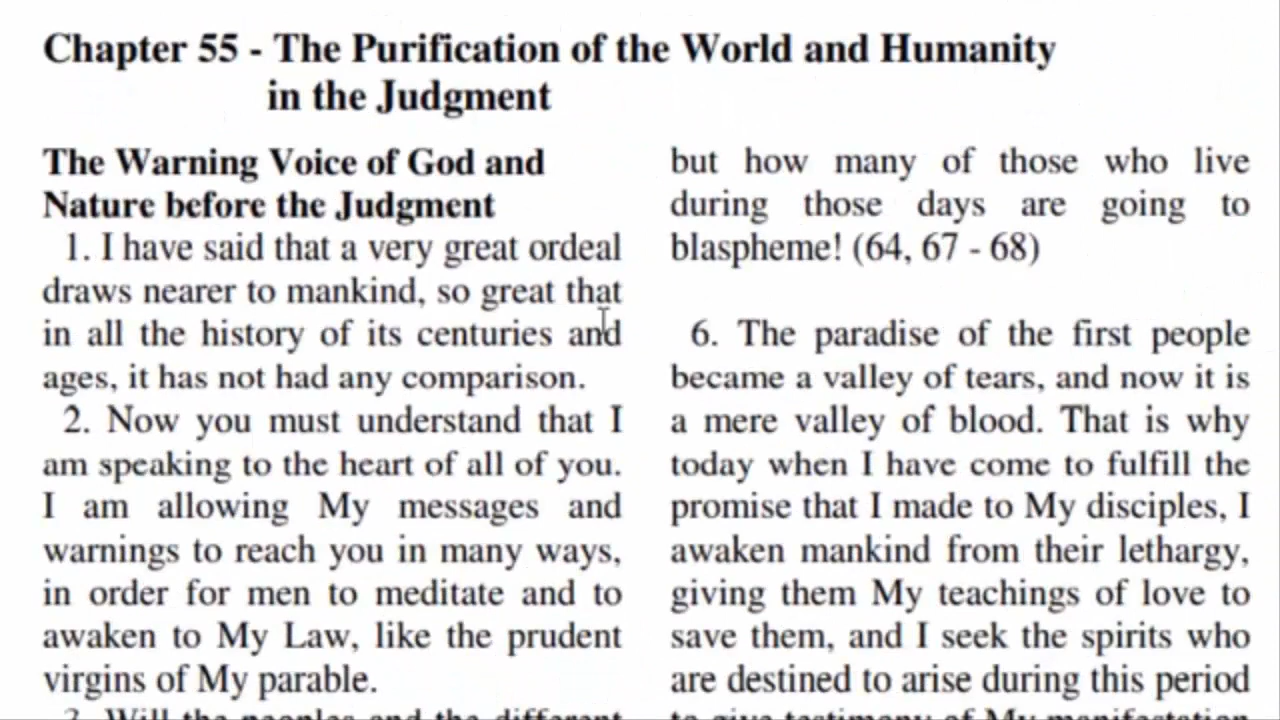 Chapter 55 - The Purification of the World and Humanity
in the Judgment
The Warning Voice of God and
Nature before the Judgment
1. I have said that a very great ordeal
draws nearer to mankind, so great that
in all the history of its centuries and
ages, it has not had any comparison.
2. Now you must understand that I
am speaking to the heart of all of you.
I am allowing My messages and
warnings to reach you in many ways,
in order for men to meditate and to
awaken to My Law, like the prudent
virgins of My parable.
3. Will the peoples and the different
but how many of those who live
during those days are going to
blaspheme! (64, 67 - 68)
6. The paradise of the first people
became a valley of tears, and now it is
a mere valley of blood. That is why
today when I have come to fulfill the
promise that I made to My disciples, I
awaken mankind from their lethargy,
giving them My teachings of love to
save them, and I seek the spirits who
are destined to arise during this period
to give testimony of My manifestation